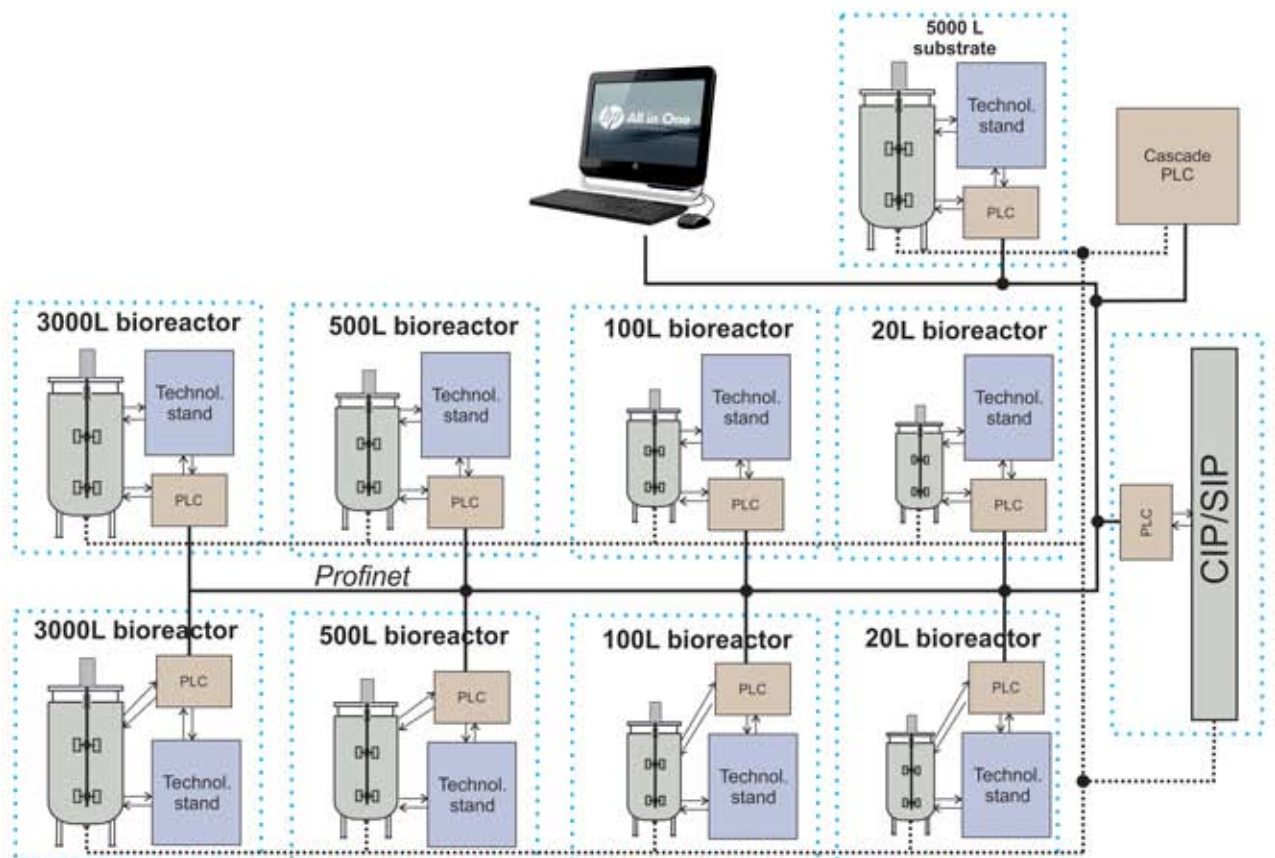 5000 L
substrate
hp All in One
Technol.
stand
PLC
Cascade
PLC
3000L bioreactor
500L bioreactor
100L bioreactor
20L bioreactor
Technol.
stand
Technol.
stand
Technol.
stand
Technol.
stand
PLC
PLC
PLC
PLC
PLC
CIP/SIP
Profinet
3000L bioreactor
500L bioreactor
100L bioreactor
20L bioreactor
PLC
PLC
PLC
PLC
Technol.
stand
Technol.
stand
Technol.
stand
Technol.
stand